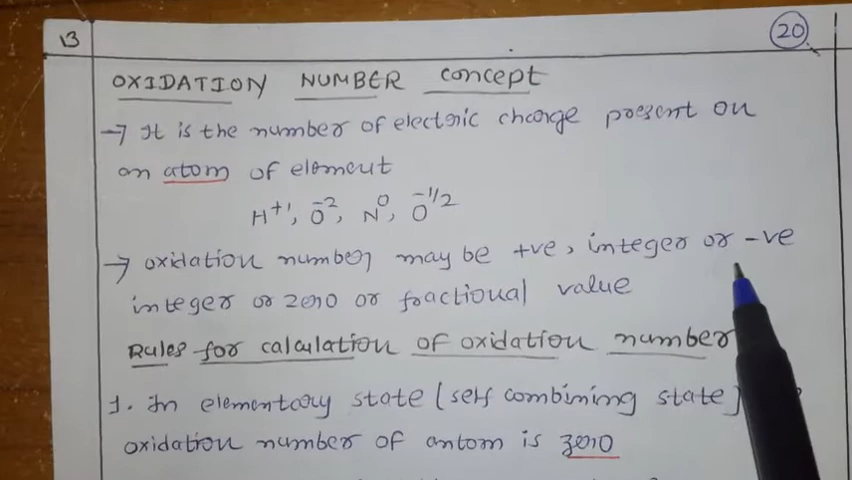 13
20
OXIDATION NUMBER concept
→ It is the number of electric charge present on
an atom of element
H⁺¹, O⁻², N⁰, O⁻¹/²
→ oxidation number may be +ve, integer or -ve
integer or zero or fractional value
Rules for calculation of oxidation number
1. In elementary state (self combining state)
oxidation number of antom is zero